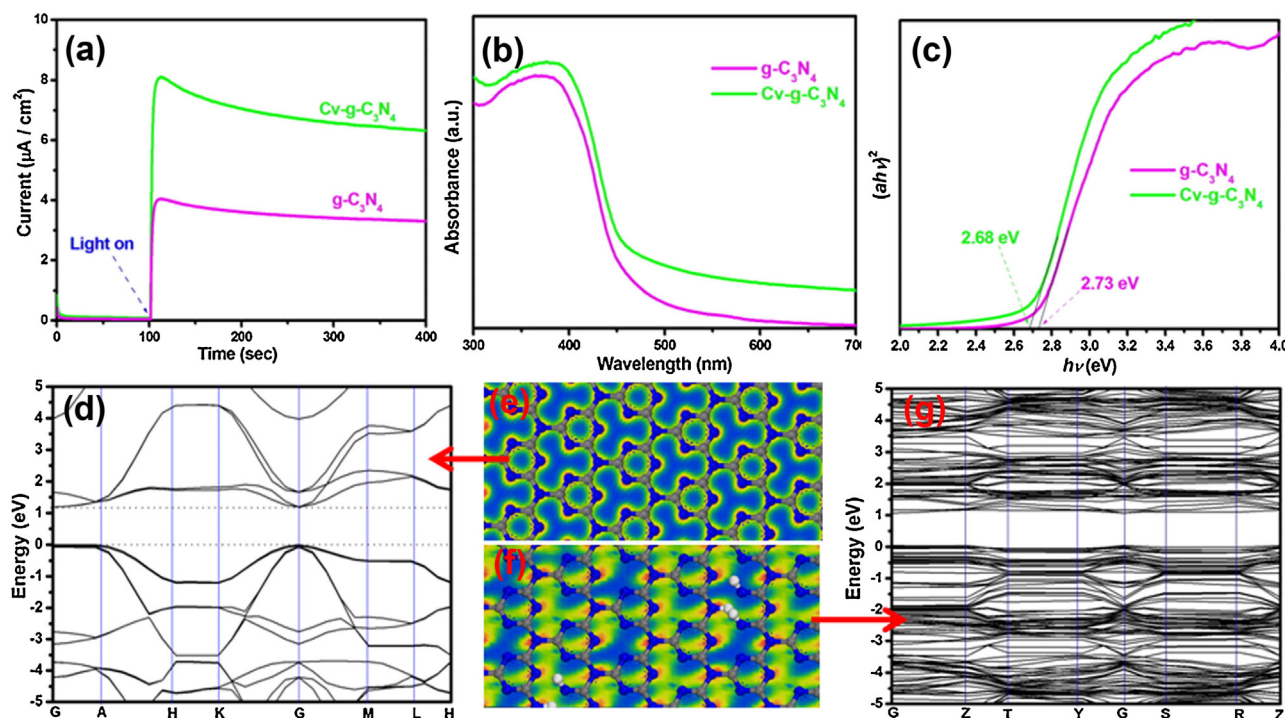 (a)
Current (µA / cm²)
10
8
6
4
2
0
Cv-g-C₃N₄
g-C₃N₄
Light on
0 100 200 300 400
Time (sec)
(b)
Absorbance (a.u.)
g-C₃N₄
Cv-g-C₃N₄
300 400 500 600 700
Wavelength (nm)
(c)
(ahν)²
g-C₃N₄
Cv-g-C₃N₄
2.68 eV
2.73 eV
2.0 2.2 2.4 2.6 2.8 3.0 3.2 3.4 3.6 3.8 4.0
hν (eV)
(d)
Energy (eV)
5
4
3
2
1
0
-1
-2
-3
-4
-5
G A H K G M L H
(e)
(f)
(g)
Energy (eV)
5
4
3
2
1
0
-1
-2
-3
-4
-5
G Z T Y G S R Z